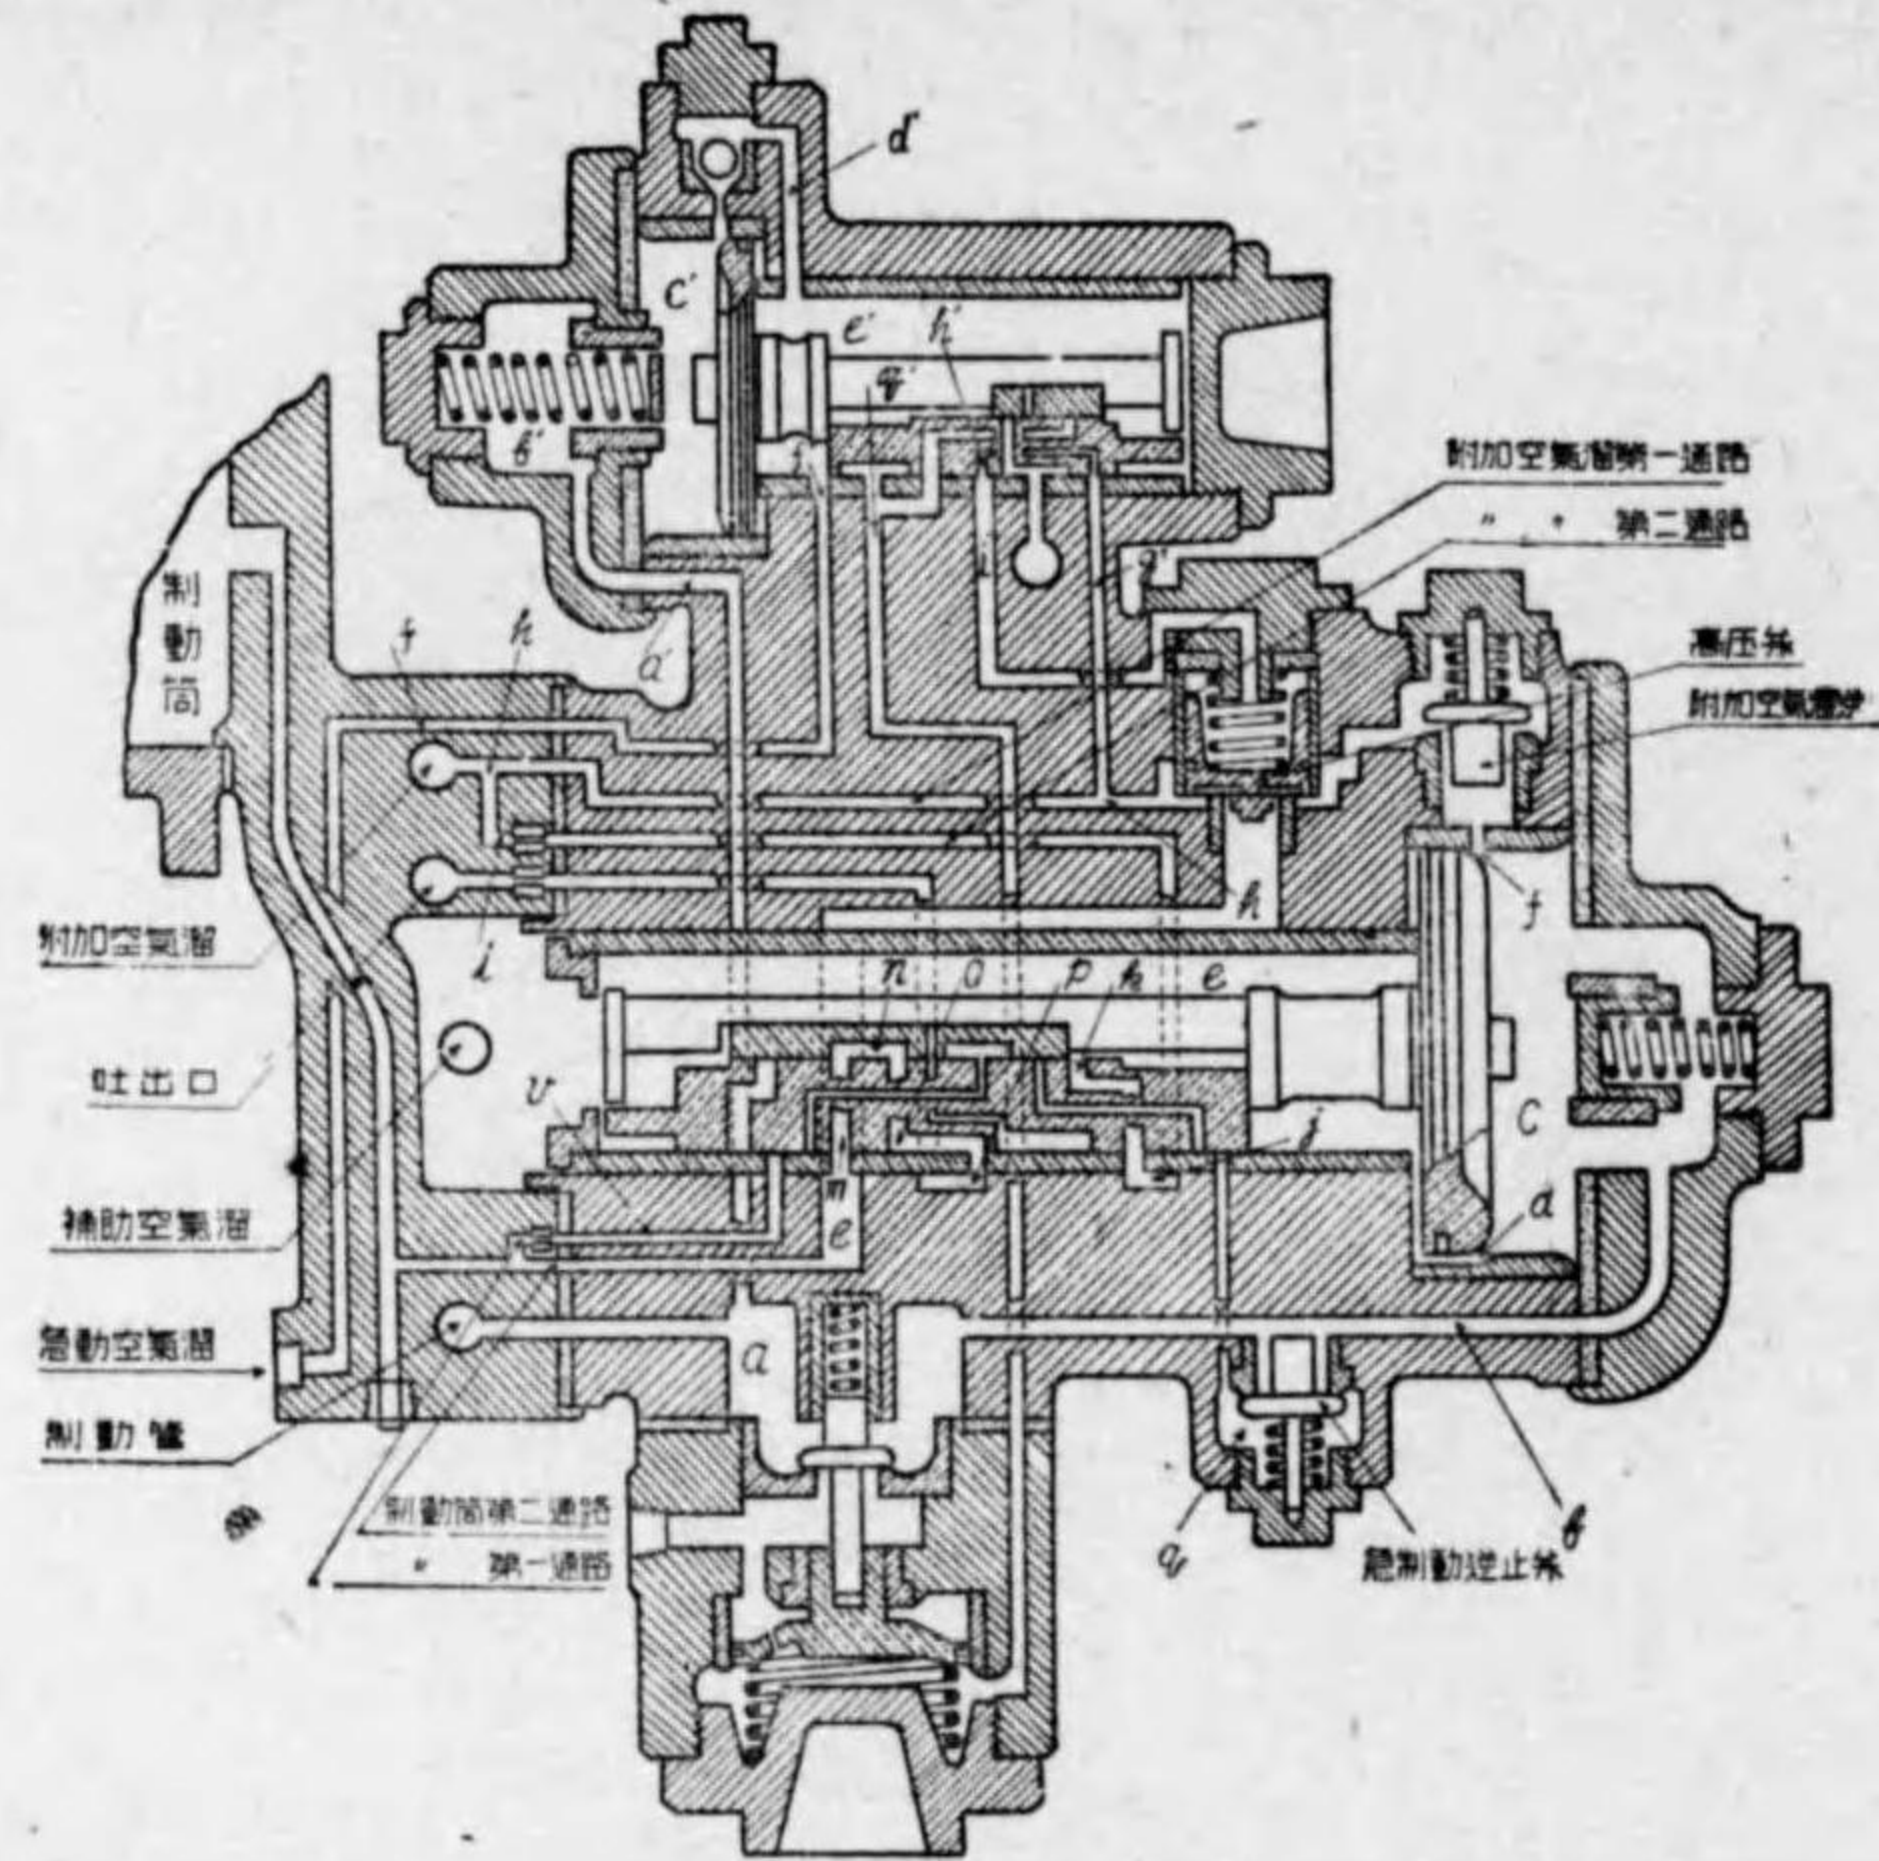 d
C'
e'
h'
q'
b'
i
附加空氣溜第一通路
〃 〃 第二通路
制動筒
f
h
a'
q'
高圧弁
附加空氣溜弁
附加空氣溜
i
h
f
n
o
p
k
e
吐出口
v
j
C
補助空氣溜
m
e
d
急動空氣溜
a
制動管
制動筒第二通路
〃 第一通路
q
急制動逆止弁
b